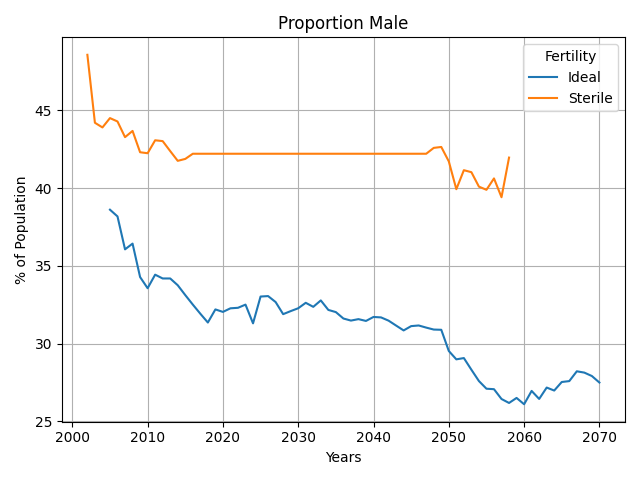 Proportion Male
Fertility
Ideal
Sterile
% of Population
45
40
35
30
25
2000 2010 2020 2030 2040 2050 2060 2070
Years